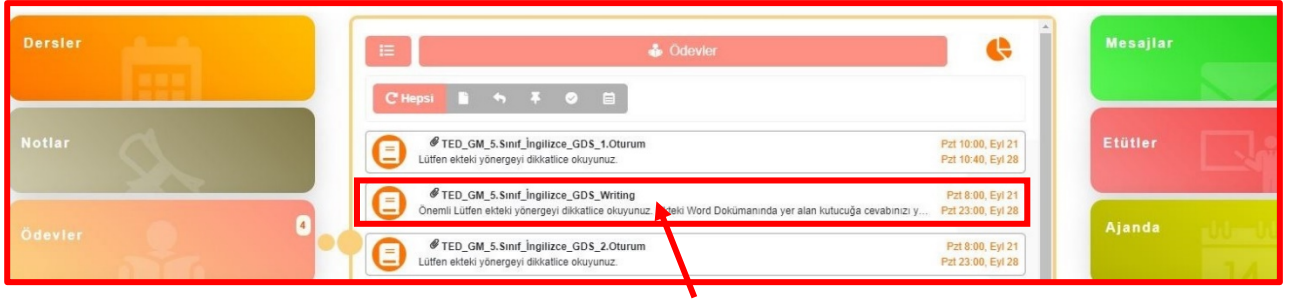 Dersler
Notlar
Ödevler
4
Ödevler
Hepsi
TED_GM_5.Sınıf_İngilizce_GDS_1.Oturum
Pzt 10:00, Eyl 21
Lütfen ekteki yönergeyi dikkatlice okuyunuz.
Pzt 10:40, Eyl 28
TED_GM_5.Sınıf_İngilizce_GDS_Writing
Pzt 8:00, Eyl 21
Önemli Lütfen ekteki yönergeyi dikkatlice okuyunuz. Ekteki Word Dokümanında yer alan kutucuğa cevabınızı y...
Pzt 23:00, Eyl 28
TED_GM_5.Sınıf_İngilizce_GDS_2.Oturum
Pzt 8:00, Eyl 21
Lütfen ekteki yönergeyi dikkatlice okuyunuz.
Pzt 23:00, Eyl 28
Mesajlar
Etütler
Ajanda
14